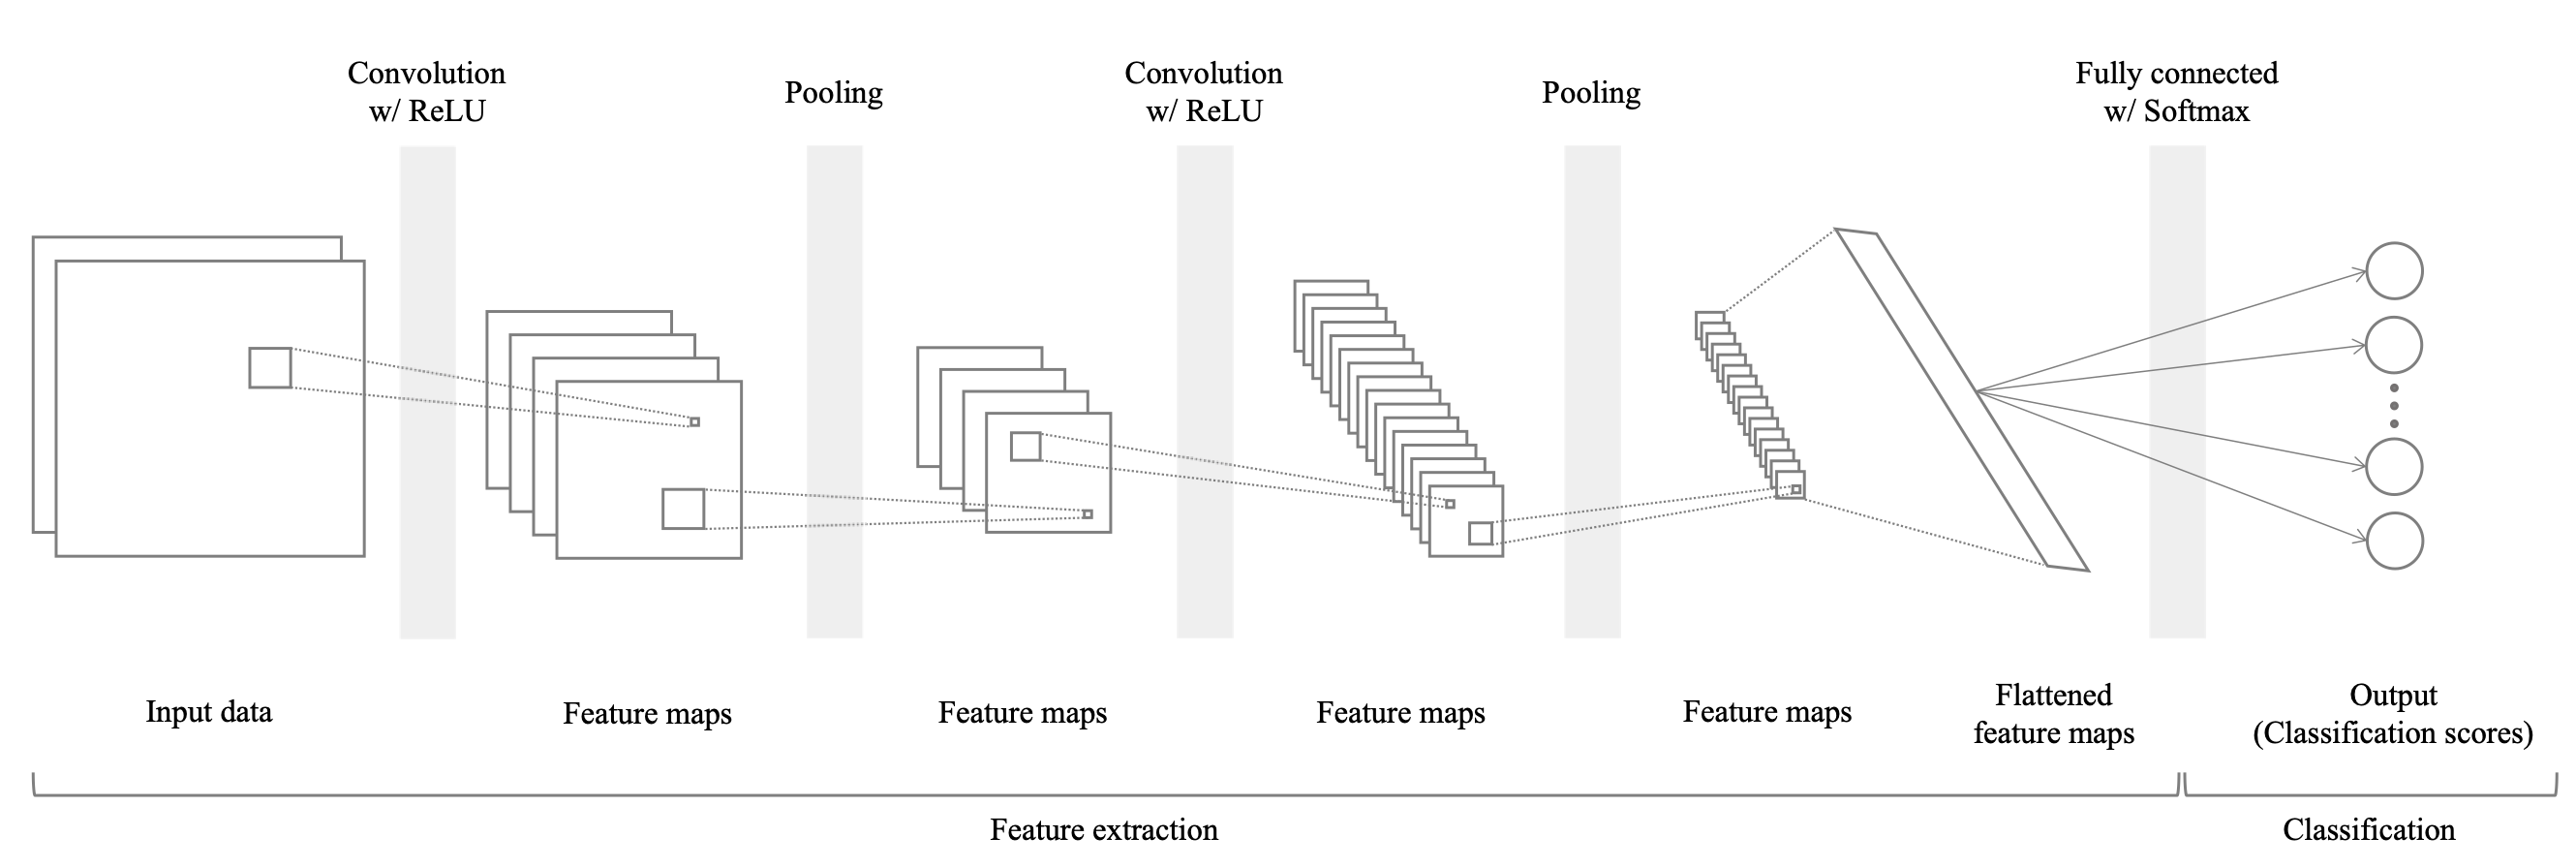 Convolution
w/ ReLU
Pooling
Convolution
w/ ReLU
Pooling
Fully connected
w/ Softmax
Input data
Feature maps
Feature maps
Feature maps
Feature maps
Flattened
feature maps
Output
(Classification scores)
Feature extraction
Classification